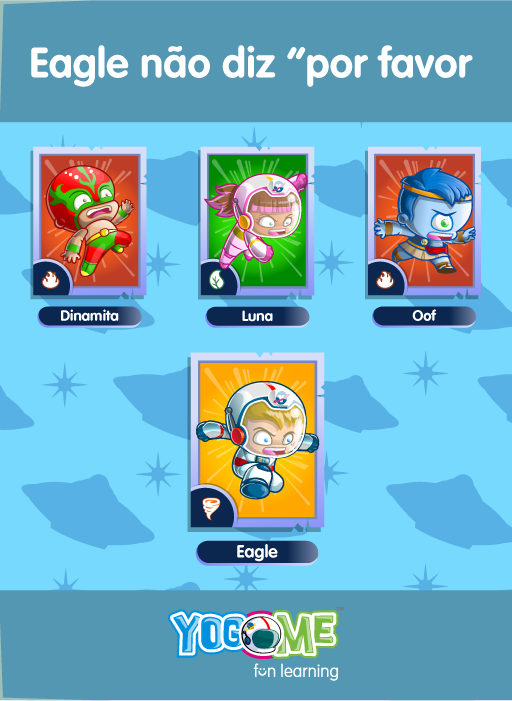 Eagle não diz “por favor
Dinamita
Luna
Oof
Eagle
YOGOME
fun learning